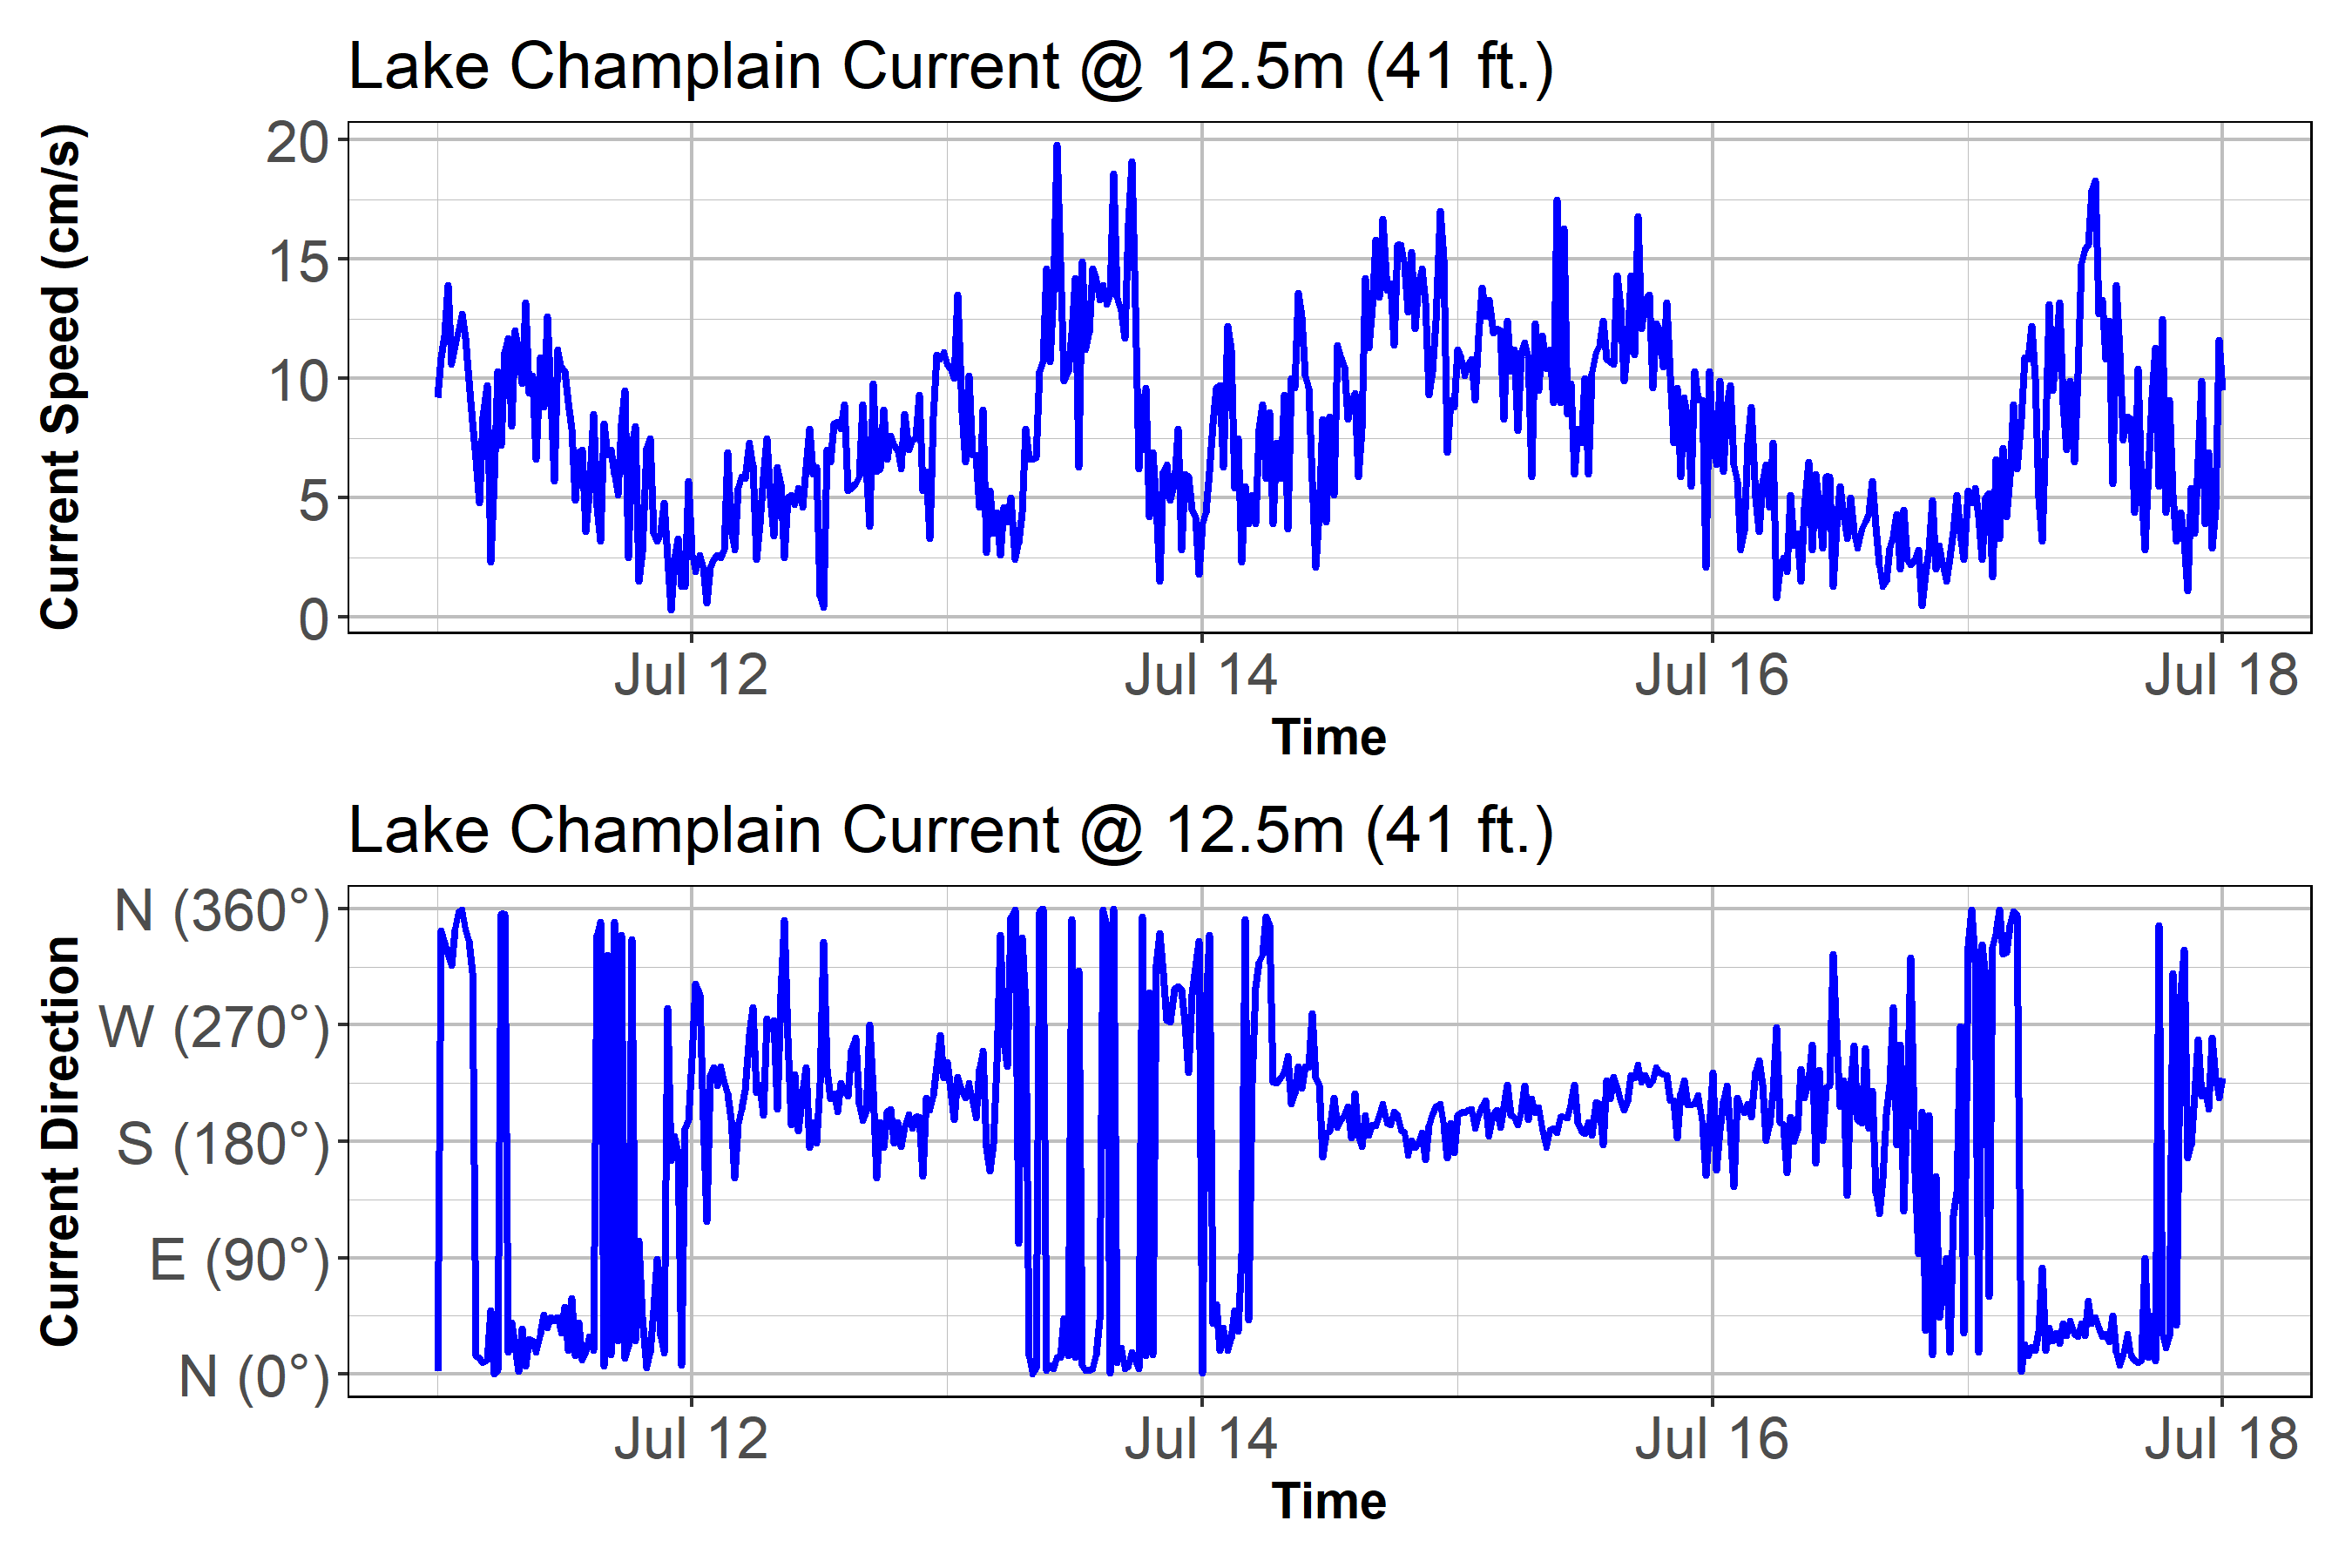 Lake Champlain Current @ 12.5m (41 ft.)
Current Speed (cm/s)
20
15
10
5
0
Jul 12 Jul 14 Jul 16 Jul 18
Time
Lake Champlain Current @ 12.5m (41 ft.)
Current Direction
N (360°)
W (270°)
S (180°)
E (90°)
N (0°)
Jul 12 Jul 14 Jul 16 Jul 18
Time